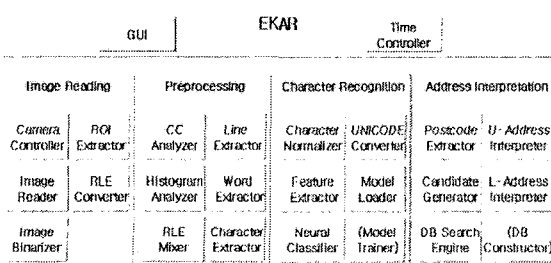 EKAR
GUI
Time
Controller
Image Reading
Preprocessing
Character Recognition
Address Interpretation
Camera
Controller
ROI
Extractor
CC
Analyzer
Line
Extractor
Character
Normalizer
UNICODE
Converter
Postcode
Extractor
U-Address
Interpreter
Image
Reader
RLE
Converter
Histogram
Analyzer
Word
Extractor
Feature
Extractor
Model
Loader
Candidate
Generator
L-Address
Interpreter
Image
Binarizer
RLE
Mixer
Character
Extractor
Neural
Classifier
(Model
Trainer)
DB Search
Engine
(DB
Constructor)